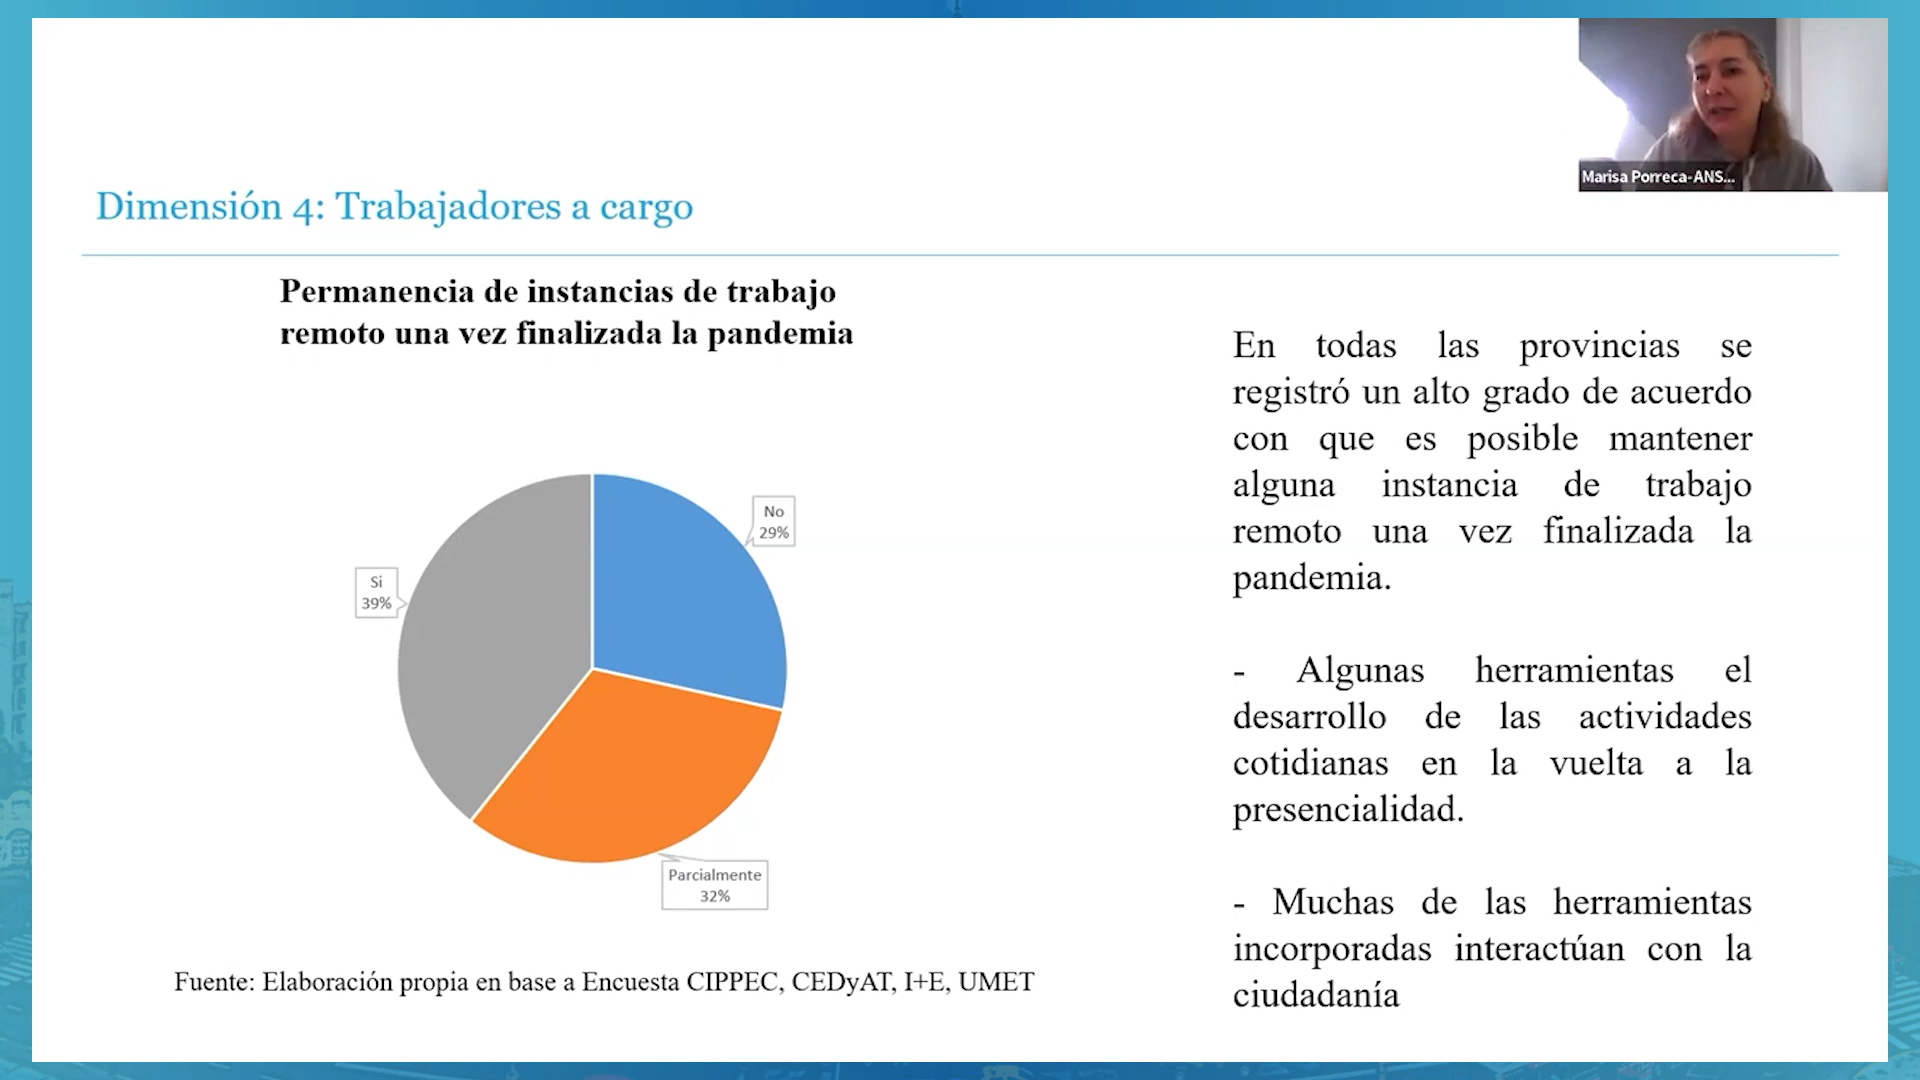 Marisa Porreca-ANS...
Dimensión 4: Trabajadores a cargo
Permanencia de instancias de trabajo
remoto una vez finalizada la pandemia
No
29%
Si
39%
Parcialmente
32%
Fuente: Elaboración propia en base a Encuesta CIPPEC, CEDyAT, I+E, UMET
En todas las provincias se
registró un alto grado de acuerdo
con que es posible mantener
alguna instancia de trabajo
remoto una vez finalizada la
pandemia.
- Algunas herramientas el
desarrollo de las actividades
cotidianas en la vuelta a la
presencialidad.
- Muchas de las herramientas
incorporadas interactúan con la
ciudadanía